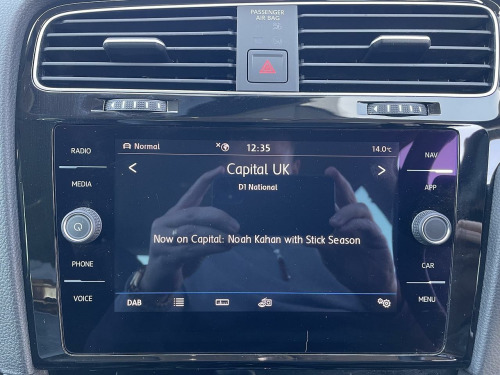 PASSENGER
AIR BAG
RADIO
MEDIA
PHONE
VOICE
Normal
12:35
14.0°C
< Capital UK >
D1 National
Now on Capital: Noah Kahan with Stick Season
DAB
NAV
APP
CAR
MENU